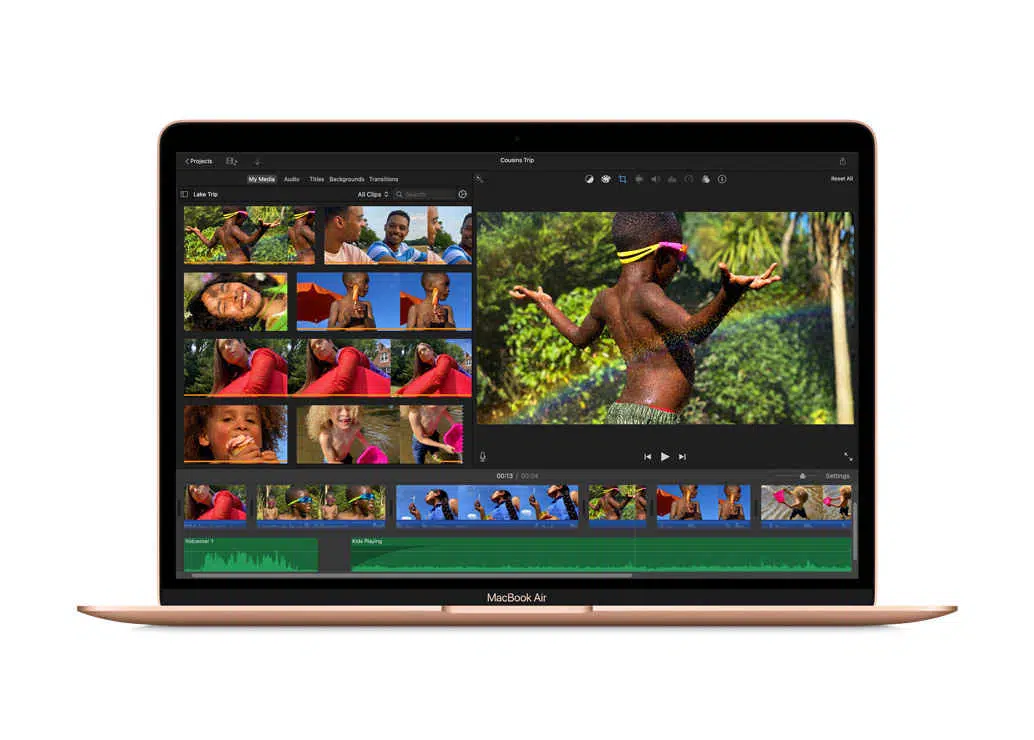 Projects
Cousins Trip
My Media Audio Titles Backgrounds Transitions
Reset All
Lake Trip
All Clips
Search
00:13 / 00:24
Settings
Voiceover 1
Kids Playing
MacBook Air